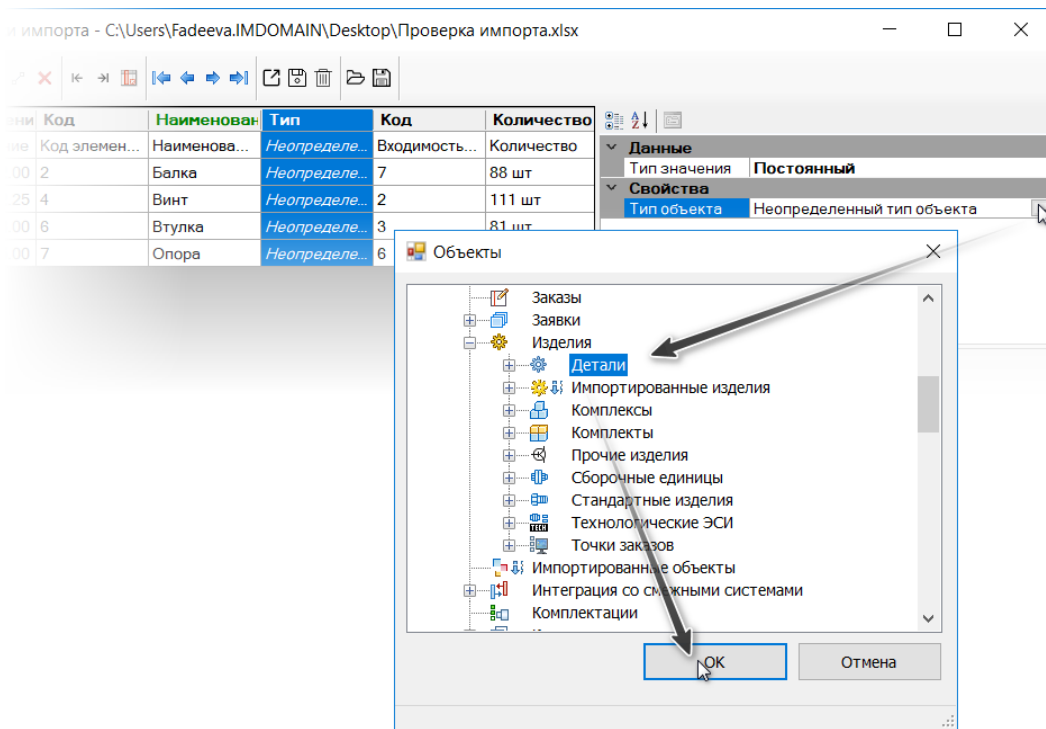 и импорта - C:\Users\Fadeeva.IMDOMAIN\Desktop\Проверка импорта.xlsx
Код Наименован Тип Код Количество
Код элемен... Наименова... Неопределе... Входимость... Количество
00 2 Балка Неопределе... 7 88 шт
25 4 Винт Неопределе... 2 111 шт
00 6 Втулка Неопределе... 3 81 шт
00 7 Опора Неопределе... 6
Данные
Тип значения Постоянный
Свойства
Тип объекта Неопределенный тип объекта
Объекты
Заказы
Заявки
Изделия
Детали
Импортированные изделия
Комплексы
Комплекты
Прочие изделия
Сборочные единицы
Стандартные изделия
Технологические ЭСИ
Точки заказов
Импортированные объекты
Интеграция со смежными системами
Комплектации
OK Отмена